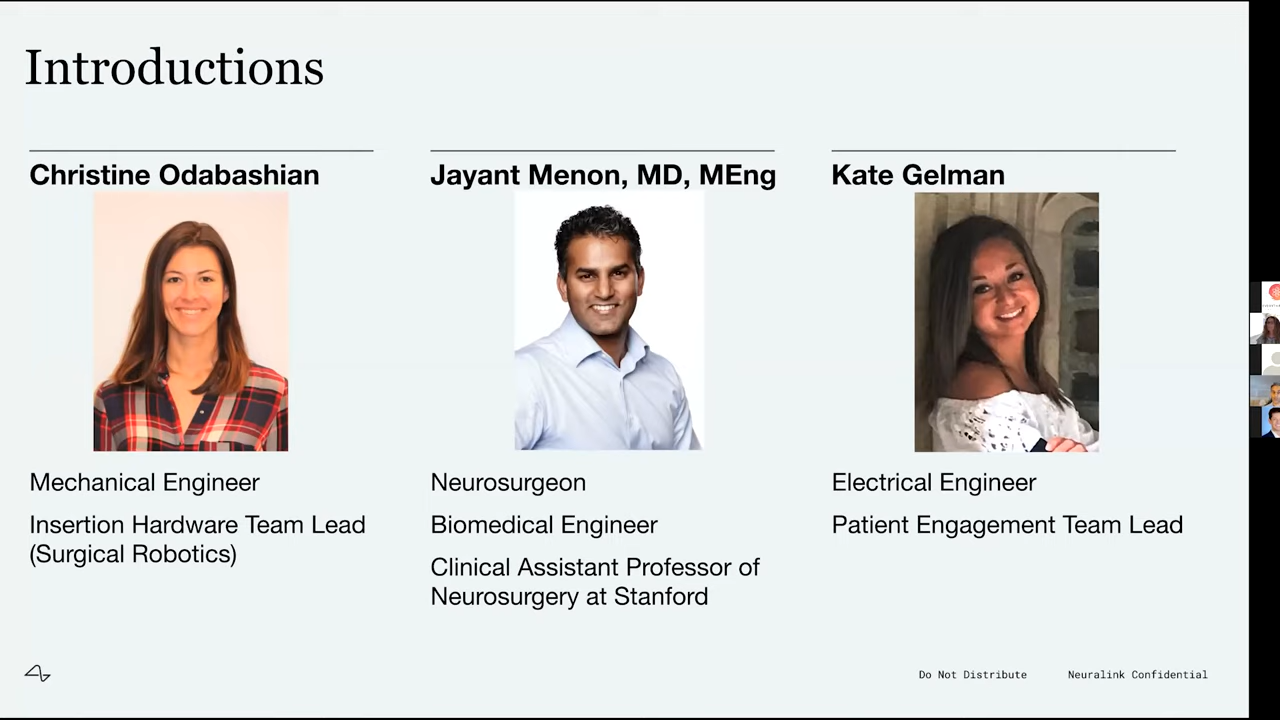 Introductions
Christine Odabashian
Mechanical Engineer
Insertion Hardware Team Lead
(Surgical Robotics)
Jayant Menon, MD, MEng
Neurosurgeon
Biomedical Engineer
Clinical Assistant Professor of
Neurosurgery at Stanford
Kate Gelman
Electrical Engineer
Patient Engagement Team Lead
Do Not Distribute
Neuralink Confidential